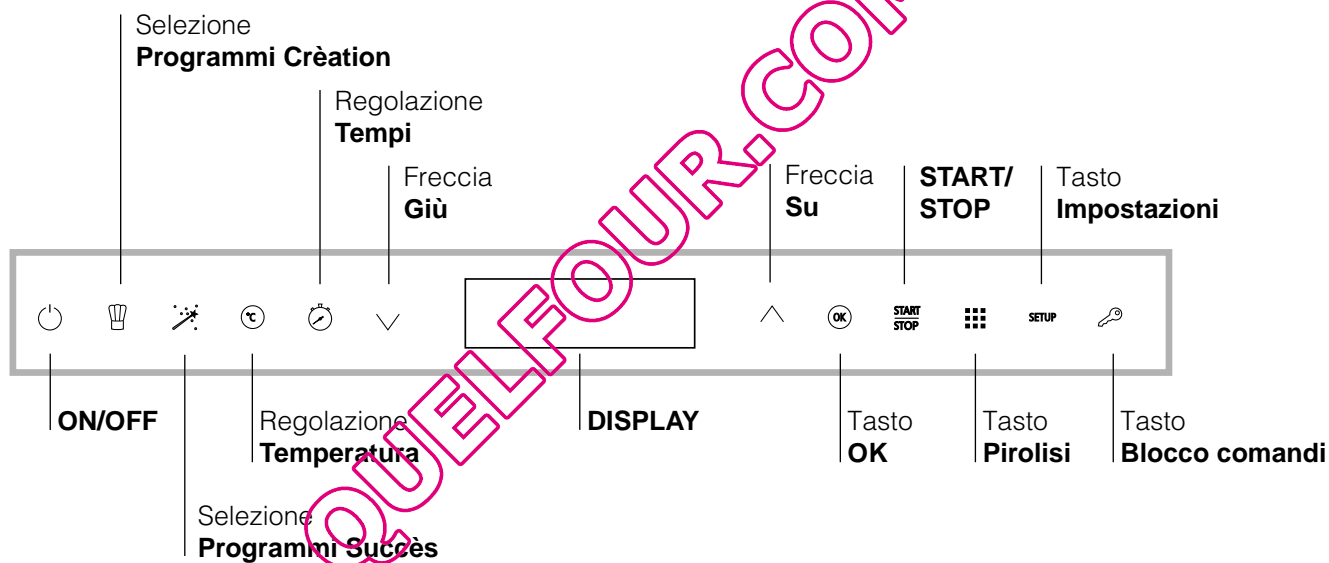 Selezione
Programmi Crèation
Regolazione
Tempi
Freccia
Giù
Freccia
Su
START/
STOP
Tasto
Impostazioni
°C
OK
START
STOP
SETUP
ON/OFF
Regolazione
Temperatura
DISPLAY
Tasto
OK
Tasto
Pirolisi
Tasto
Blocco comandi
Selezione
Programmi Succès
QUELFOUR.COM